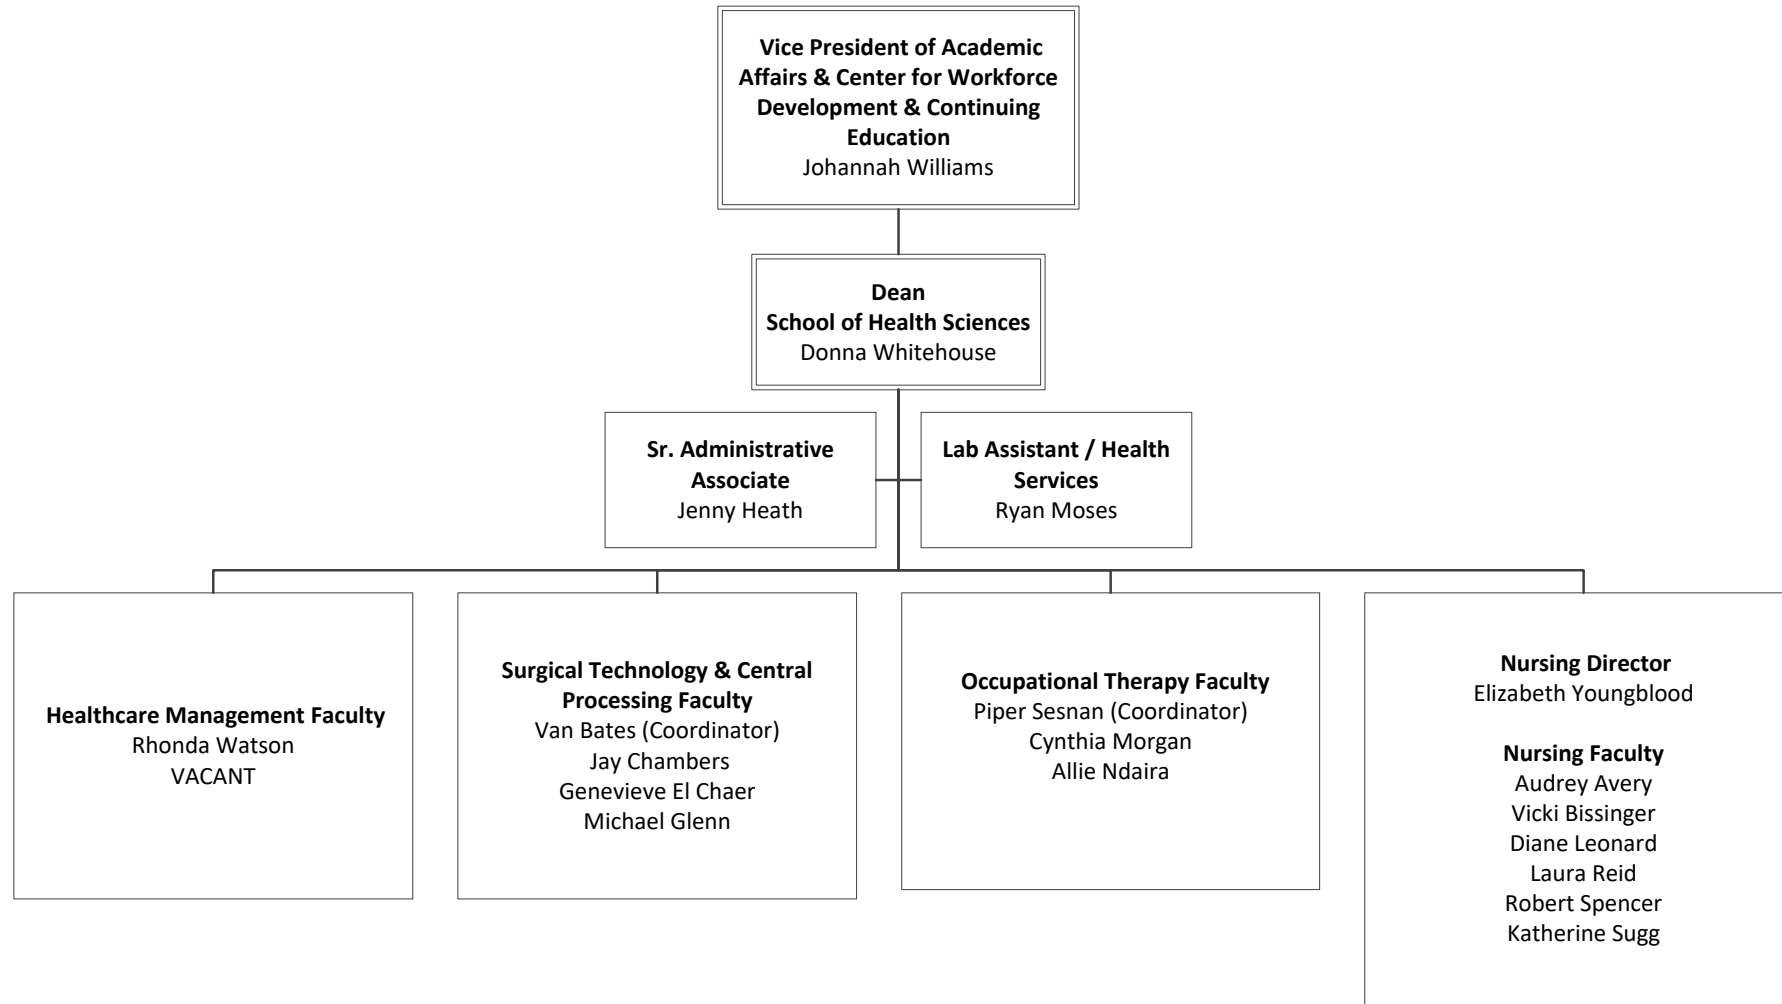 Vice President of Academic
Affairs & Center for Workforce
Development & Continuing
Education
Johannah Williams
Dean
School of Health Sciences
Donna Whitehouse
Sr. Administrative
Associate
Jenny Heath
Lab Assistant / Health
Services
Ryan Moses
Healthcare Management Faculty
Rhonda Watson
VACANT
Surgical Technology & Central
Processing Faculty
Van Bates (Coordinator)
Jay Chambers
Genevieve El Chaer
Michael Glenn
Occupational Therapy Faculty
Piper Sesnan (Coordinator)
Cynthia Morgan
Allie Ndaira
Nursing Director
Elizabeth Youngblood
Nursing Faculty
Audrey Avery
Vicki Bissinger
Diane Leonard
Laura Reid
Robert Spencer
Katherine Sugg